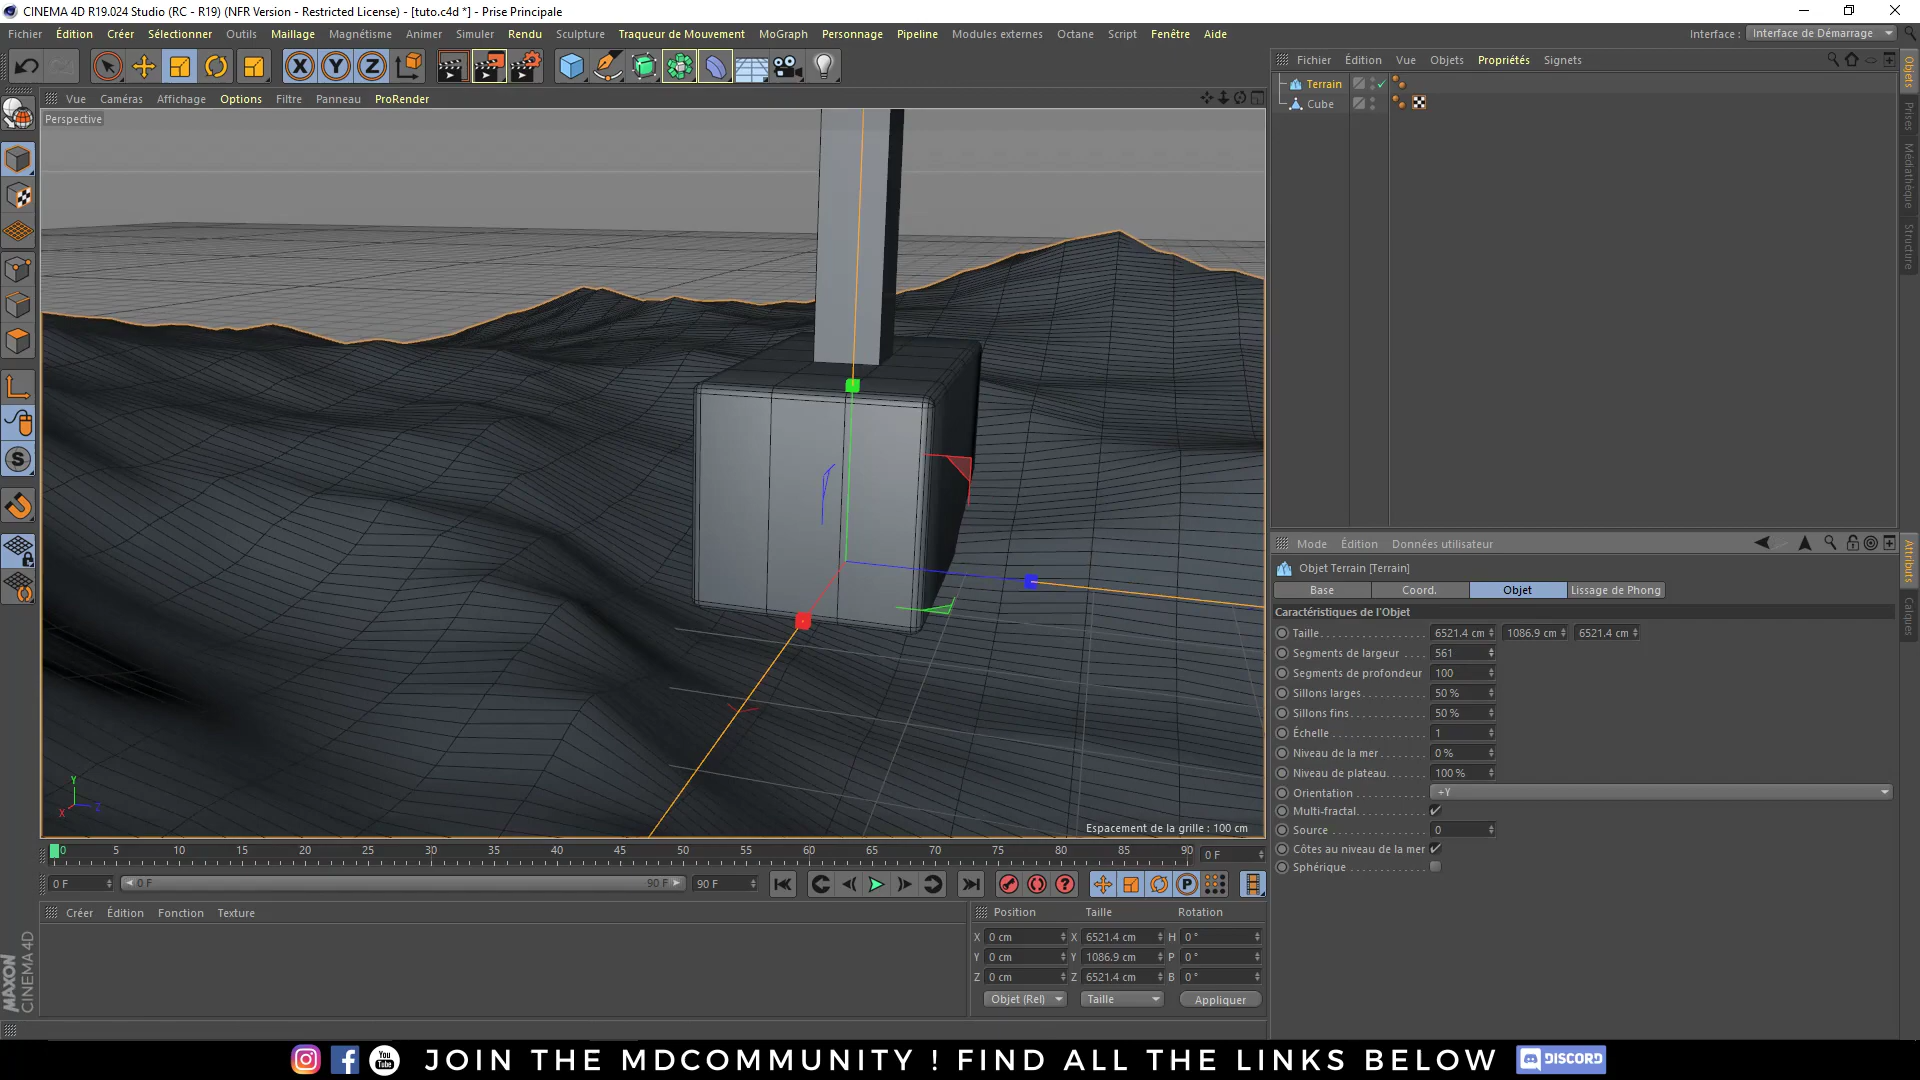 CINEMA 4D R19.024 Studio (RC - R19) (NFR Version - Restricted License) - [tuto.c4d *] - Prise Principale
Fichier Édition Créer Sélectionner Outils Maillage Magnétisme Animer Simuler Rendu Sculpture Traqueur de Mouvement MoGraph Personnage Pipeline Modules externes Octane Script Fenêtre Aide Interface : Interface de Démarrage
X Y Z
Vue Caméras Affichage Options Filtre Panneau ProRender
Perspective
Espacement de la grille : 100 cm
Y
X Z
Fichier Édition Vue Objets Propriétés Signets
Terrain
Cube
Objets
Prises
Médiathèque
Structure
Mode Édition Données utilisateur
Attributs
Calques
Objet Terrain [Terrain]
Base Coord. Objet Lissage de Phong
Caractéristiques de l'Objet
Taille 6521.4 cm 1086.9 cm 6521.4 cm
Segments de largeur 561
Segments de profondeur 100
Sillons larges 50 %
Sillons fins 50 %
Échelle 1
Niveau de la mer 0 %
Niveau de plateau 100 %
Orientation +Y
Multi-fractal
Source 0
Côtes au niveau de la mer
Sphérique
0 5 10 15 20 25 30 35 40 45 50 55 60 65 70 75 80 85 90 0 F
0 F 0 F 90 F 90 F
P
Créer Édition Fonction Texture
Position Taille Rotation
X 0 cm X 6521.4 cm H 0 °
Y 0 cm Y 1086.9 cm P 0 °
Z 0 cm Z 6521.4 cm B 0 °
Objet (Rel) Taille Appliquer
MAXON
CINEMA 4D
You Tube JOIN THE MDCOMMUNITY ! FIND ALL THE LINKS BELOW DISCORD